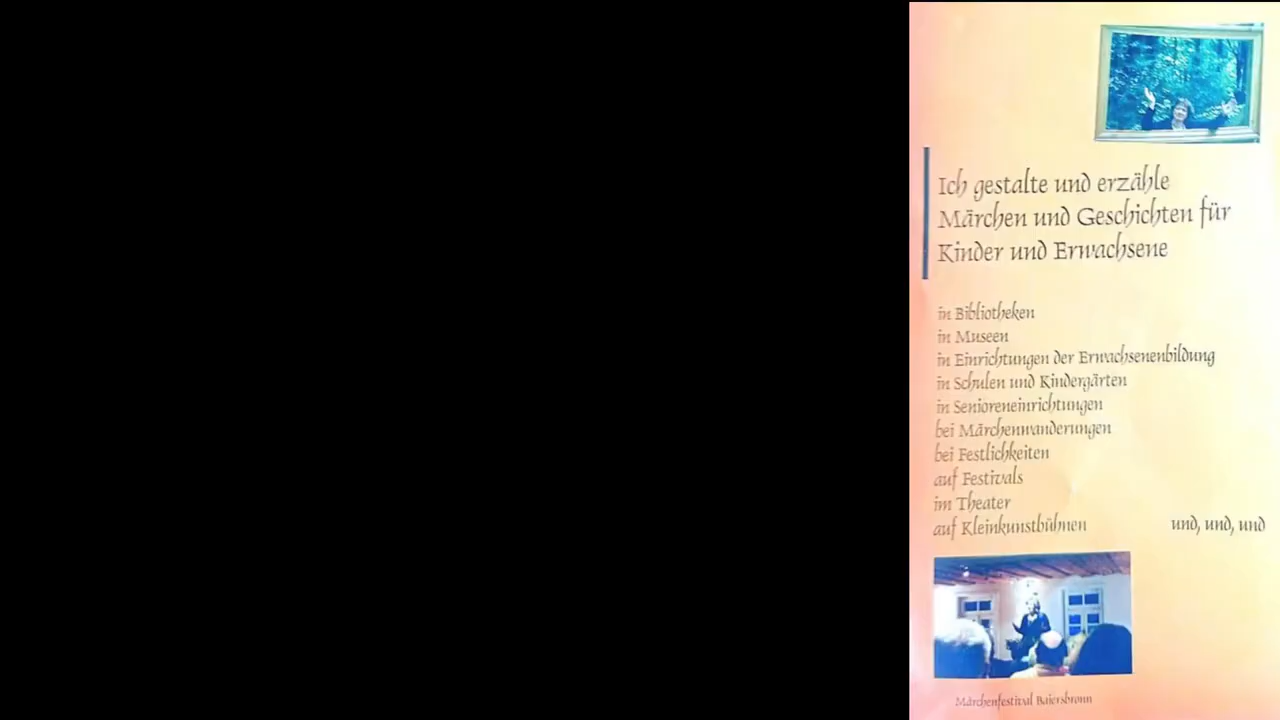 Ich gestalte und erzähle
Märchen und Geschichten für
Kinder und Erwachsene
in Bibliotheken
in Museen
in Einrichtungen der Erwachsenenbildung
in Schulen und Kindergärten
in Senioreneinrichtungen
bei Märchenwanderungen
bei Festlichkeiten
auf Festivals
im Theater
auf Kleinkunstbühnen und, und, und
Märchenfestival Baiersbronn